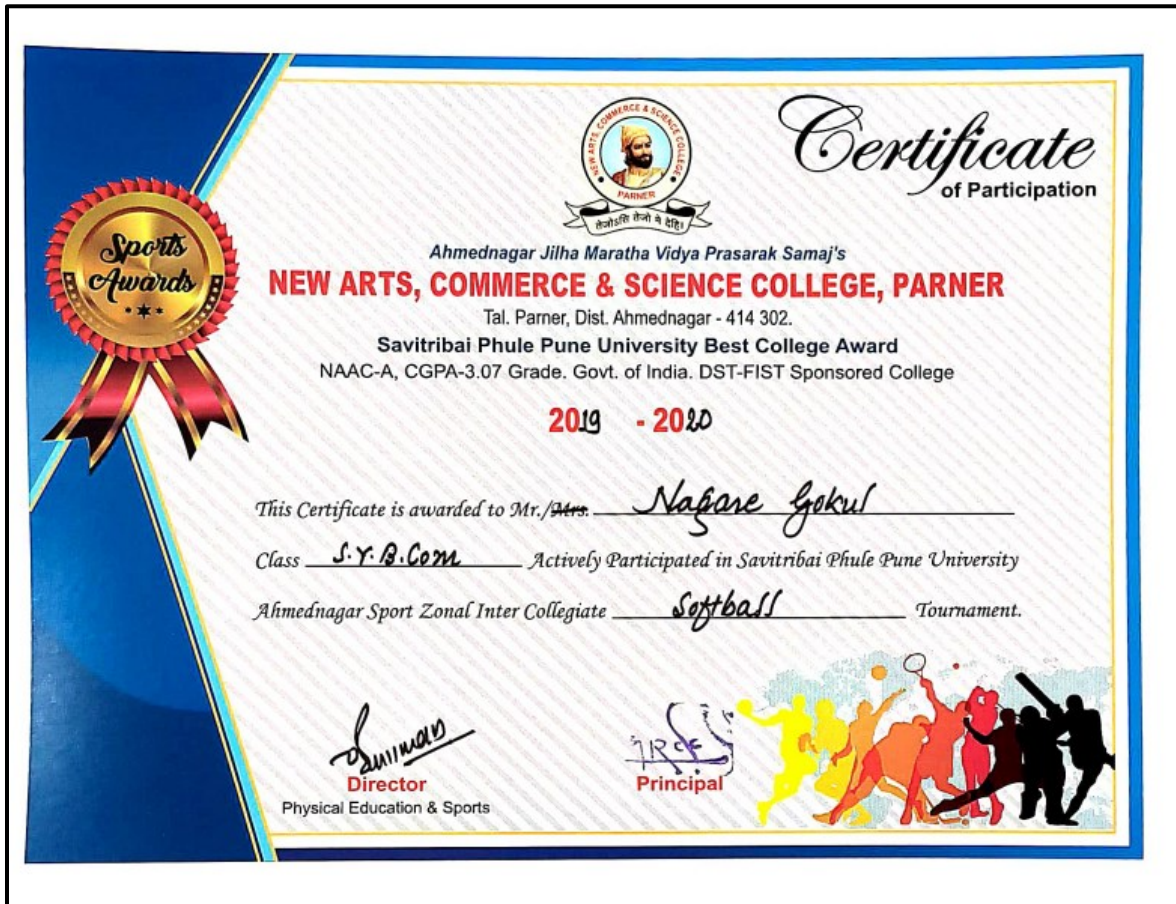 NEW ARTS, COMMERCE & SCIENCE COLLEGE
PARNER
तेजोऽसि तेजो मे देहि।
Certificate
of Participation
Sports
Awards
Ahmednagar Jilha Maratha Vidya Prasarak Samaj's
NEW ARTS, COMMERCE & SCIENCE COLLEGE, PARNER
Tal. Parner, Dist. Ahmednagar - 414 302.
Savitribai Phule Pune University Best College Award
NAAC-A, CGPA-3.07 Grade. Govt. of India. DST-FIST Sponsored College
2019 - 2020
This Certificate is awarded to Mr./Mrs. Nagare Gokul
Class S.Y.B.Com Actively Participated in Savitribai Phule Pune University
Ahmednagar Sport Zonal Inter Collegiate Softball Tournament.
Director
Physical Education & Sports
Principal